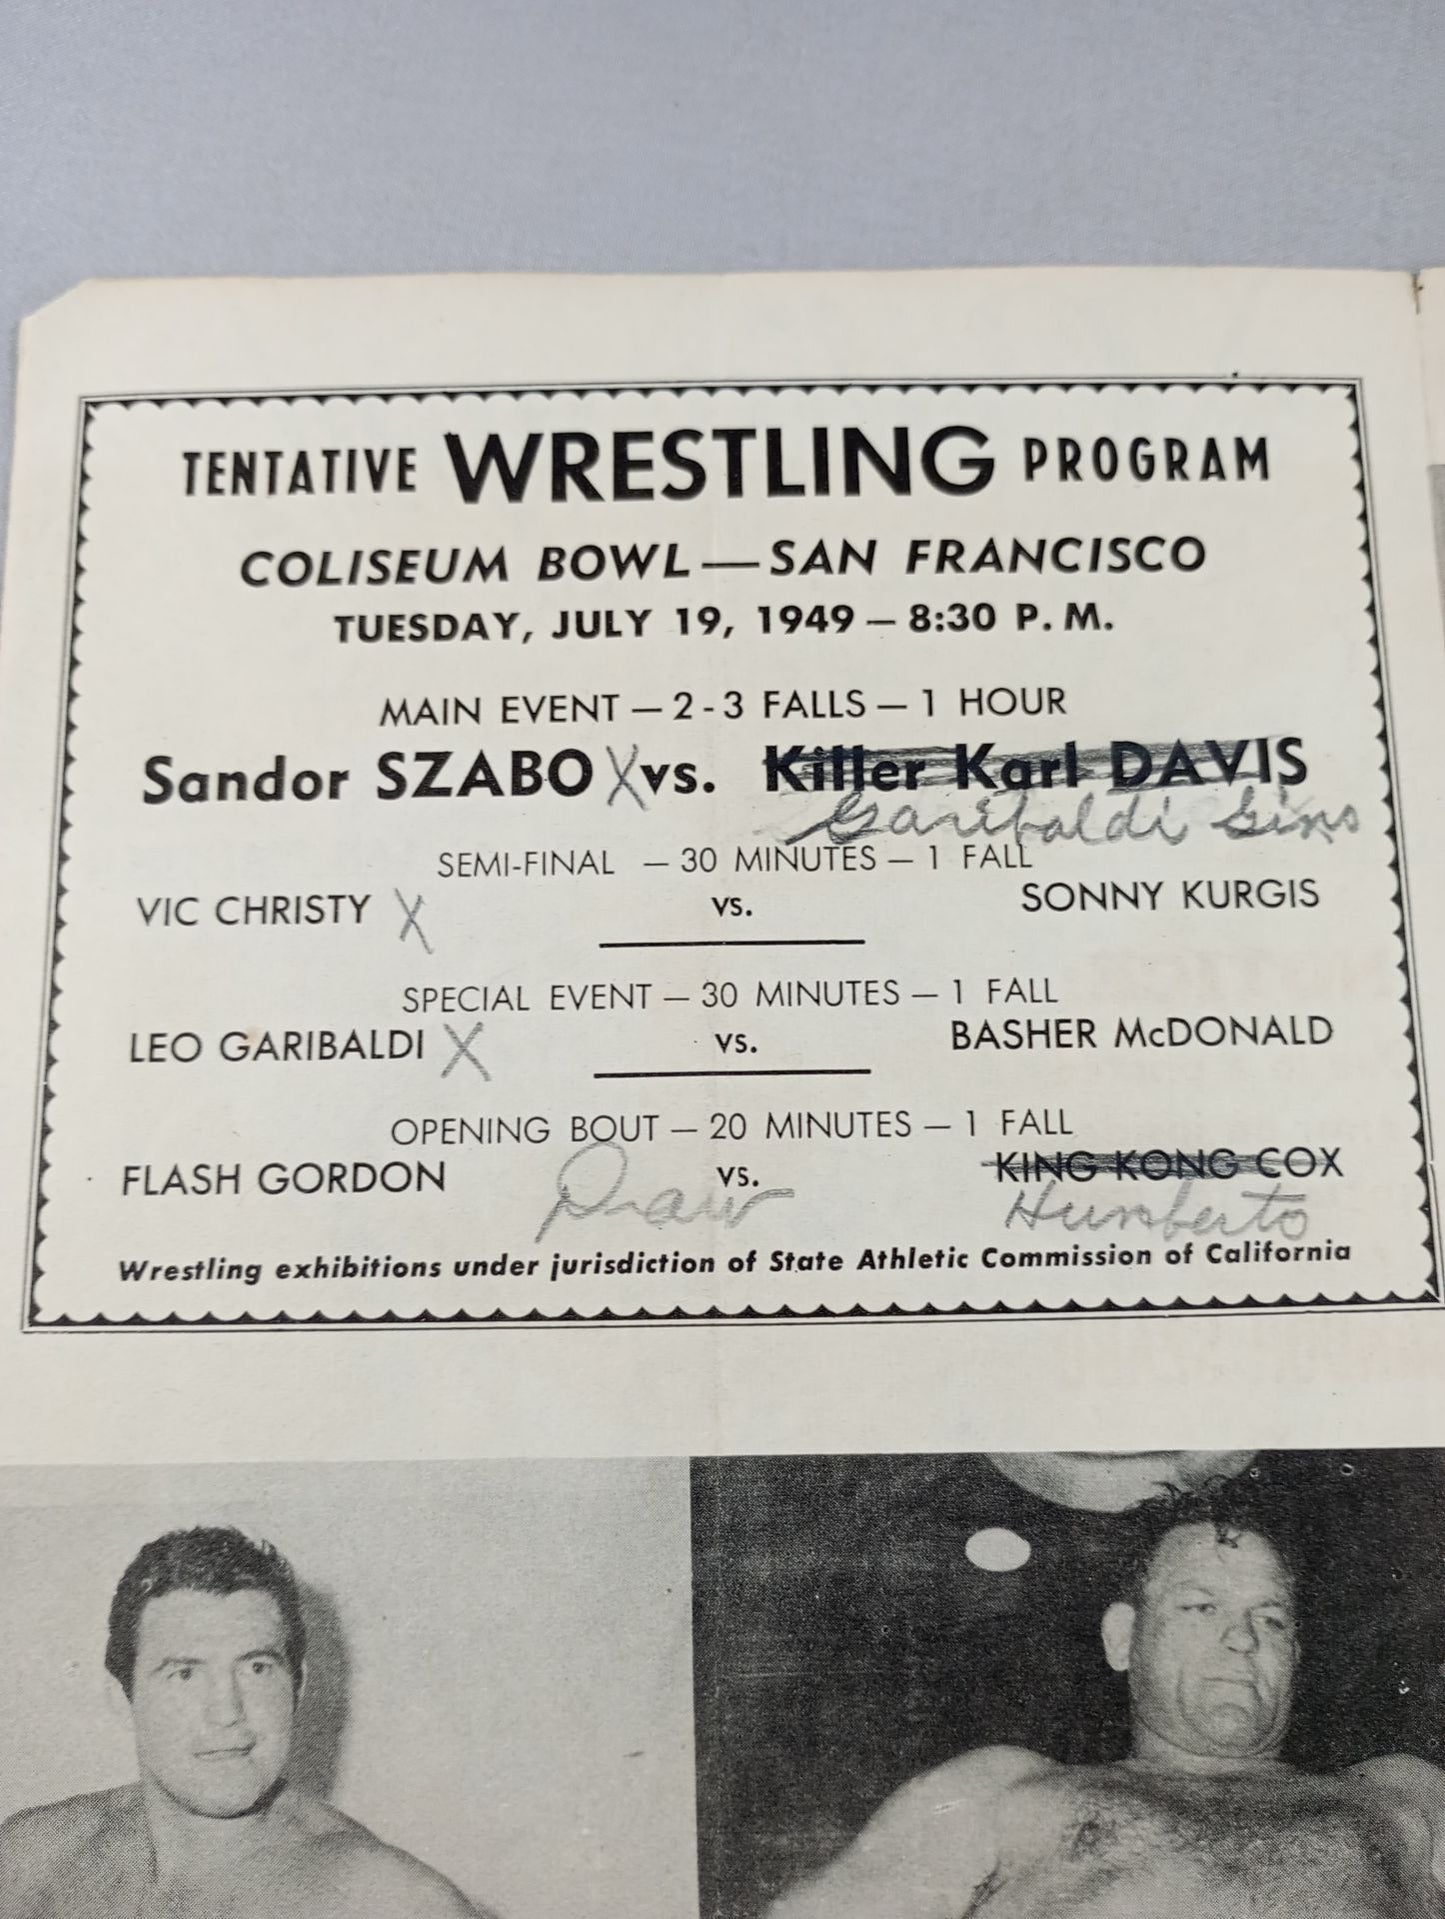 TENTATIVE WRESTLING PROGRAM
COLISEUM BOWL — SAN FRANCISCO
TUESDAY, JULY 19, 1949 — 8:30 P. M.
MAIN EVENT — 2-3 FALLS — 1 HOUR
Sandor SZABO X vs. Killer Karl DAVIS
Garibaldi Gino
SEMI-FINAL — 30 MINUTES — 1 FALL
VIC CHRISTY X vs. SONNY KURGIS
SPECIAL EVENT — 30 MINUTES — 1 FALL
LEO GARIBALDI X vs. BASHER McDONALD
OPENING BOUT — 20 MINUTES — 1 FALL
FLASH GORDON vs. KING KONG COX
Draw Humberto
Wrestling exhibitions under jurisdiction of State Athletic Commission of California